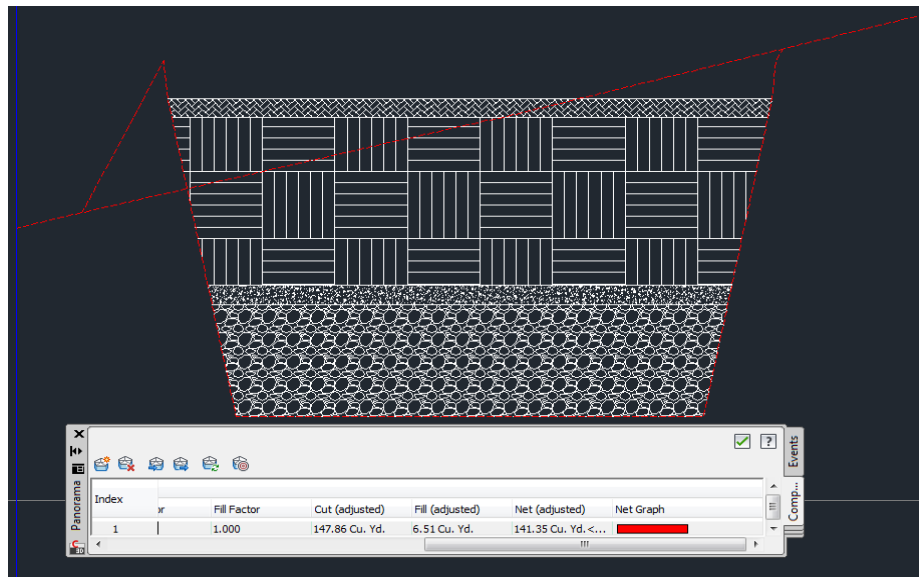 Events
Index
or
Fill Factor
Cut (adjusted)
Fill (adjusted)
Net (adjusted)
Net Graph
1
1.000
147.86 Cu. Yd.
6.51 Cu. Yd.
141.35 Cu. Yd.<...
Comp...
Panorama